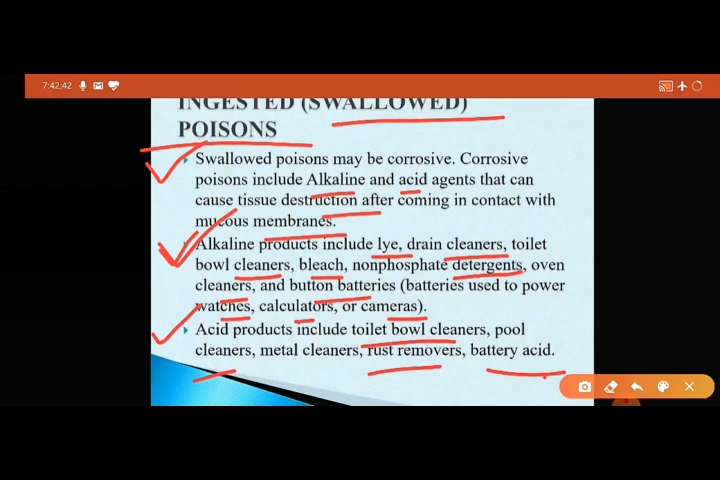 7:42:42
INGESTED (SWALLOWED)
POISONS
Swallowed poisons may be corrosive. Corrosive
poisons include Alkaline and acid agents that can
cause tissue destruction after coming in contact with
mucous membranes.
Alkaline products include lye, drain cleaners, toilet
bowl cleaners, bleach, nonphosphate detergents, oven
cleaners, and button batteries (batteries used to power
watches, calculators, or cameras).
Acid products include toilet bowl cleaners, pool
cleaners, metal cleaners, rust removers, battery acid.